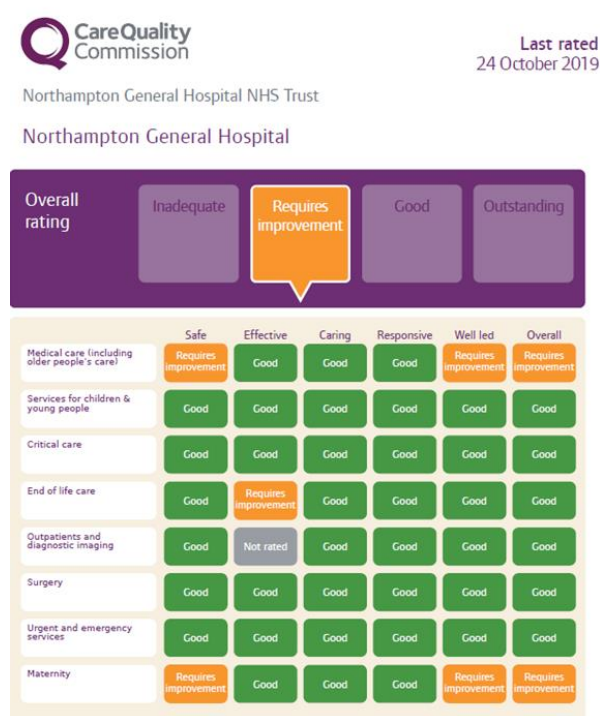 CareQuality
Commission
Last rated
24 October 2019
Northampton General Hospital NHS Trust
Northampton General Hospital
Overall
rating
Inadequate
Requires
improvement
Good
Outstanding
Safe Effective Caring Responsive Well led Overall
Medical care (including
older people's care)
Requires
improvement
Good
Good
Good
Requires
improvement
Requires
improvement
Services for children &
young people
Good Good Good Good Good Good
Critical care
Good Good Good Good Good Good
End of life care
Good
Requires
improvement
Good Good Good Good
Outpatients and
diagnostic imaging
Good Not rated Good Good Good Good
Surgery
Good Good Good Good Good Good
Urgent and emergency
services
Good Good Good Good Good Good
Maternity
Requires
improvement
Good
Good
Good
Requires
improvement
Requires
improvement